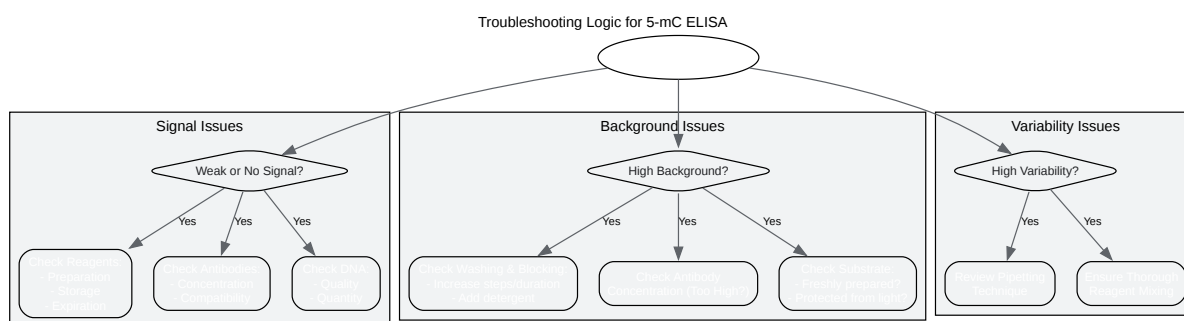 Troubleshooting Logic for 5-mC ELISA
Signal Issues
Weak or No Signal?
Yes
Yes
Yes
Check Reagents:
- Preparation
- Storage
- Expiration
Check Antibodies:
- Concentration
- Compatibility
Check DNA:
- Quality
- Quantity
Background Issues
High Background?
Yes
Yes
Check Washing & Blocking:
- Increase steps/duration
- Add detergent
Check Antibody
Concentration (Too High?)
Check Substrate:
- Freshly prepared?
- Protected from light?
Variability Issues
High Variability?
Yes
Yes
Review Pipetting
Technique
Ensure Thorough
Reagent Mixing